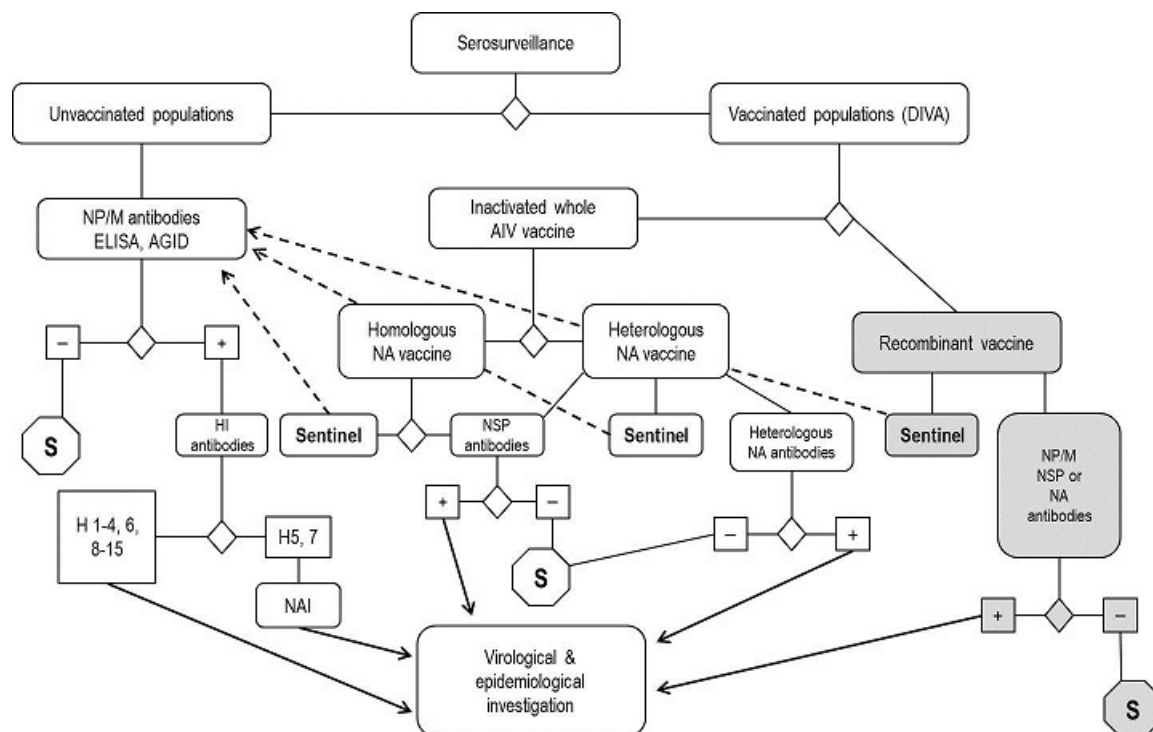 Serosurveillance
Unvaccinated populations
Vaccinated populations (DIVA)
NP/M antibodies
ELISA, AGID
Inactivated whole
AIV vaccine
Homologous
NA vaccine
Heterologous
NA vaccine
Recombinant vaccine
–
+
S
HI
antibodies
Sentinel
NSP
antibodies
Sentinel
Heterologous
NA antibodies
Sentinel
NP/M
NSP or
NA
antibodies
H 1-4, 6,
8-15
H5, 7
+
–
–
+
S
NAI
+
–
Virological &
epidemiological
investigation
S